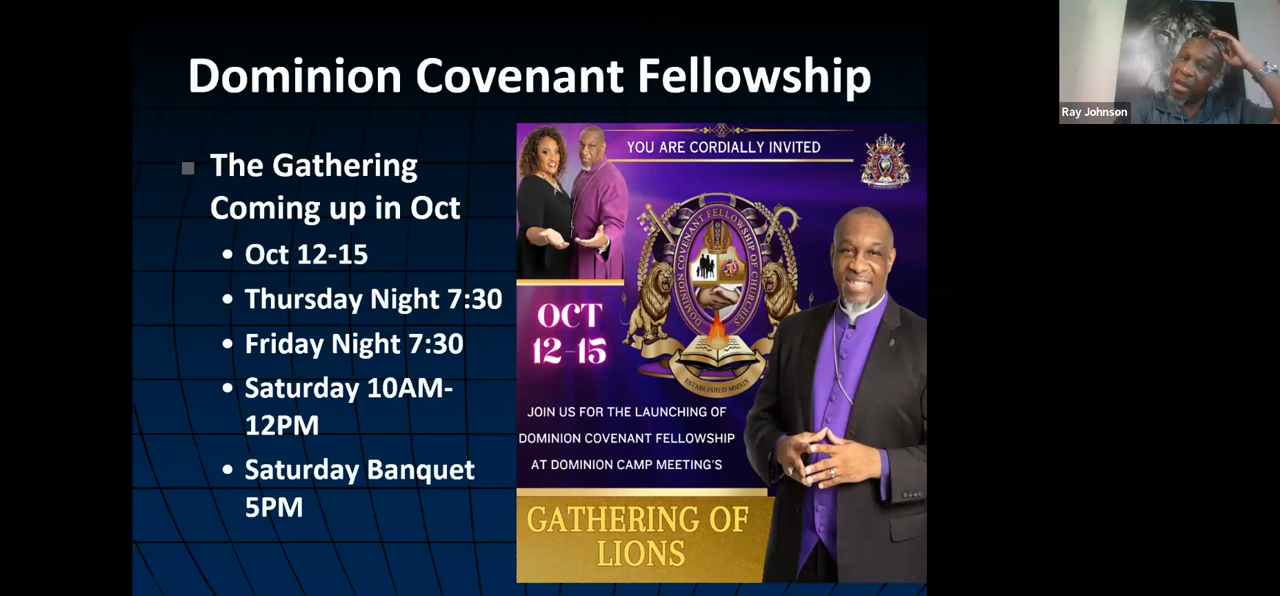 Dominion Covenant Fellowship
The Gathering
Coming up in Oct
Oct 12-15
Thursday Night 7:30
Friday Night 7:30
Saturday 10AM-
12PM
Saturday Banquet
5PM
YOU ARE CORDIALLY INVITED
DOMINION COVENANT FELLOWSHIP OF CHURCHES
ESTABLISHED MMXIX
OCT
12-15
JOIN US FOR THE LAUNCHING OF
DOMINION COVENANT FELLOWSHIP
AT DOMINION CAMP MEETING'S
GATHERING OF
LIONS
Ray Johnson